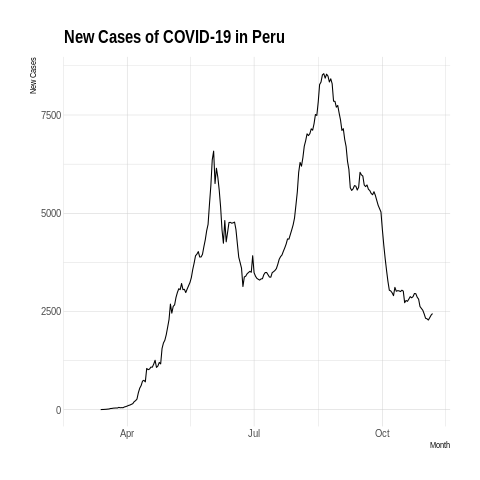 New Cases of COVID-19 in Peru
New Cases
7500
5000
2500
0
Apr
Jul
Oct
Month